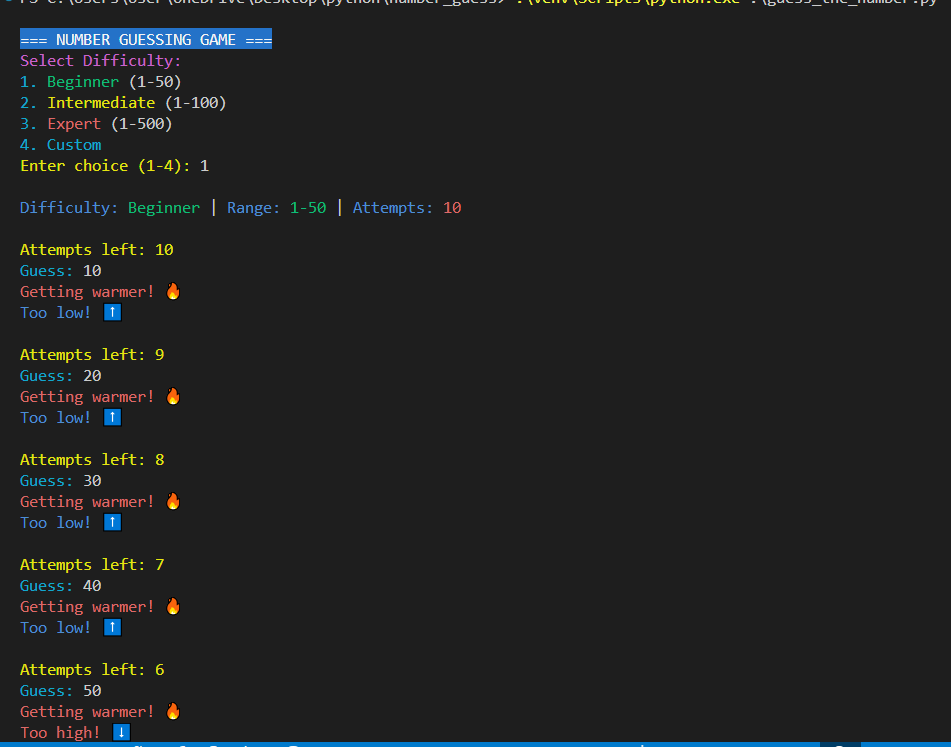 === NUMBER GUESSING GAME ===
Select Difficulty:
1. Beginner (1-50)
2. Intermediate (1-100)
3. Expert (1-500)
4. Custom
Enter choice (1-4): 1
Difficulty: Beginner | Range: 1-50 | Attempts: 10
Attempts left: 10
Guess: 10
Getting warmer! 🔥
Too low! ⬆️
Attempts left: 9
Guess: 20
Getting warmer! 🔥
Too low! ⬆️
Attempts left: 8
Guess: 30
Getting warmer! 🔥
Too low! ⬆️
Attempts left: 7
Guess: 40
Getting warmer! 🔥
Too low! ⬆️
Attempts left: 6
Guess: 50
Getting warmer! 🔥
Too high! ⬇️